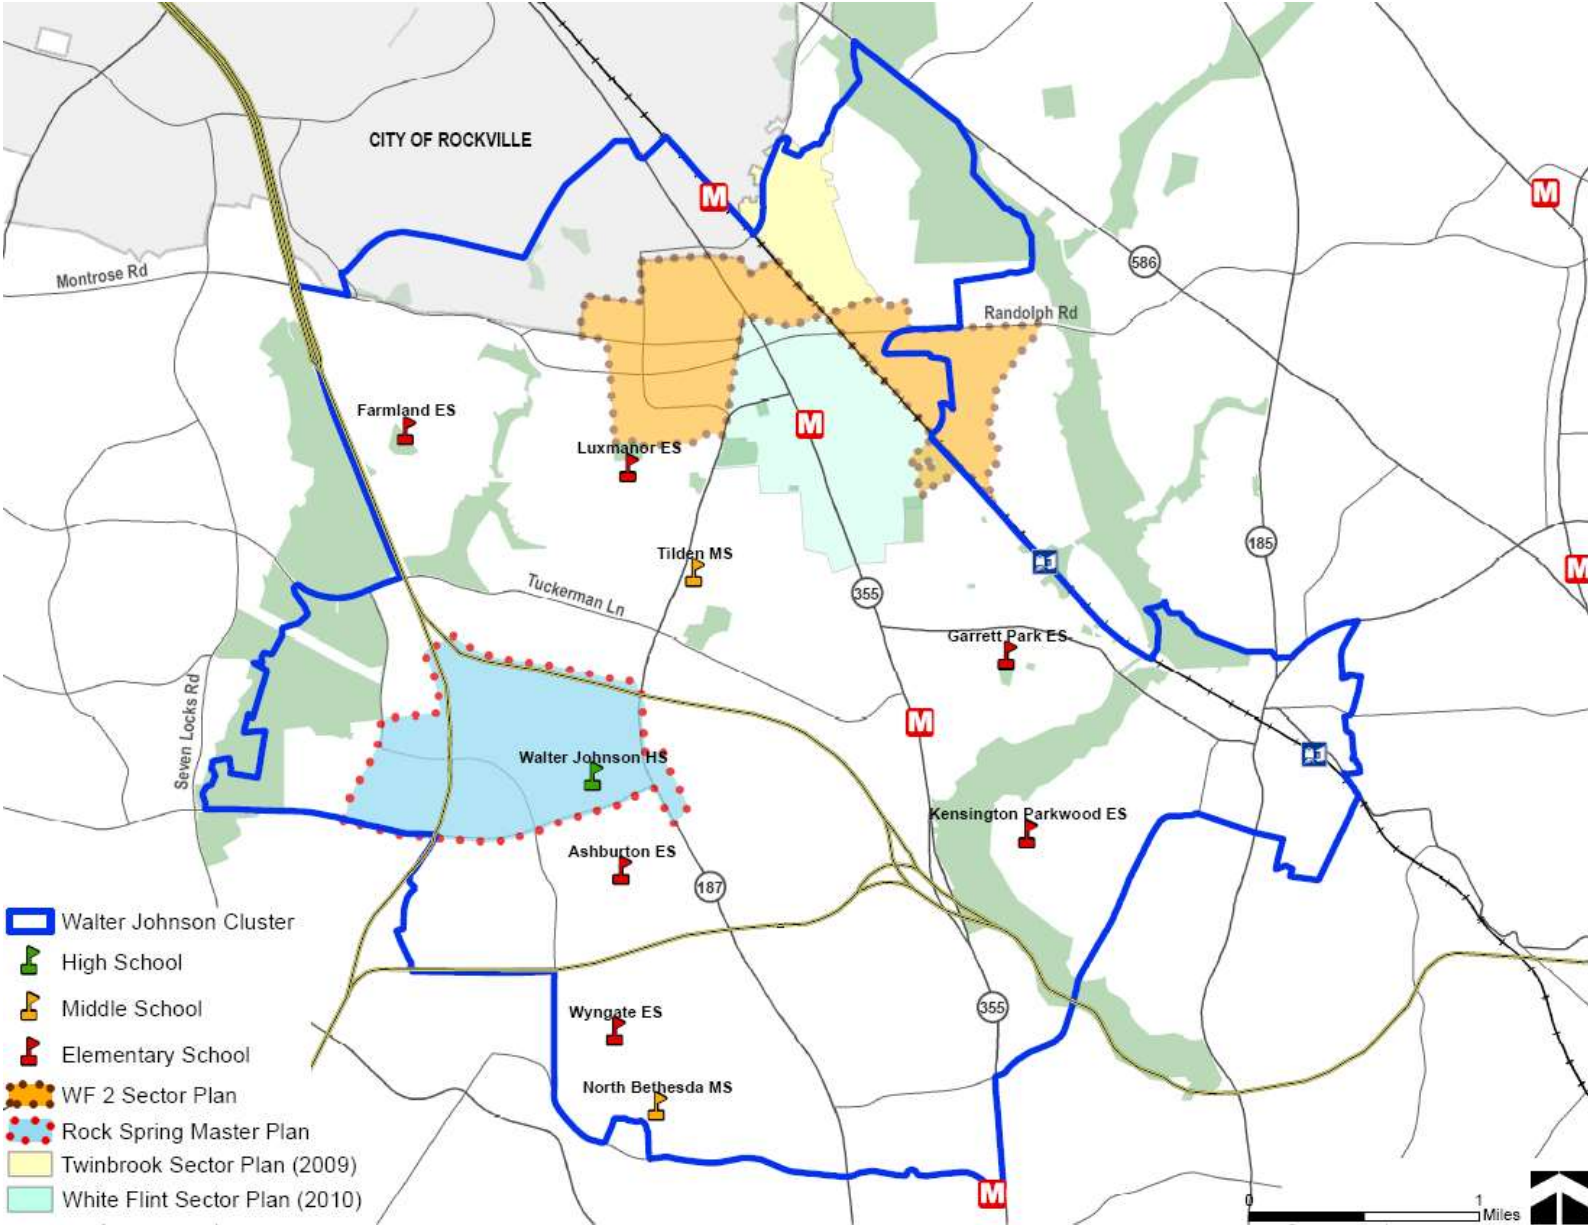 CITY OF ROCKVILLE
M
M
586
Montrose Rd
Randolph Rd
Farmland ES
M
Luxmanor ES
185
Tilden MS
M
Tuckerman Ln
355
Garrett Park ES
Seven Locks Rd
M
Walter Johnson HS
Kensington Parkwood ES
Ashburton ES
187
Walter Johnson Cluster
High School
355
Middle School
Wyngate ES
Elementary School
North Bethesda MS
WF 2 Sector Plan
Rock Spring Master Plan
Twinbrook Sector Plan (2009)
M
White Flint Sector Plan (2010)
0 1
Miles